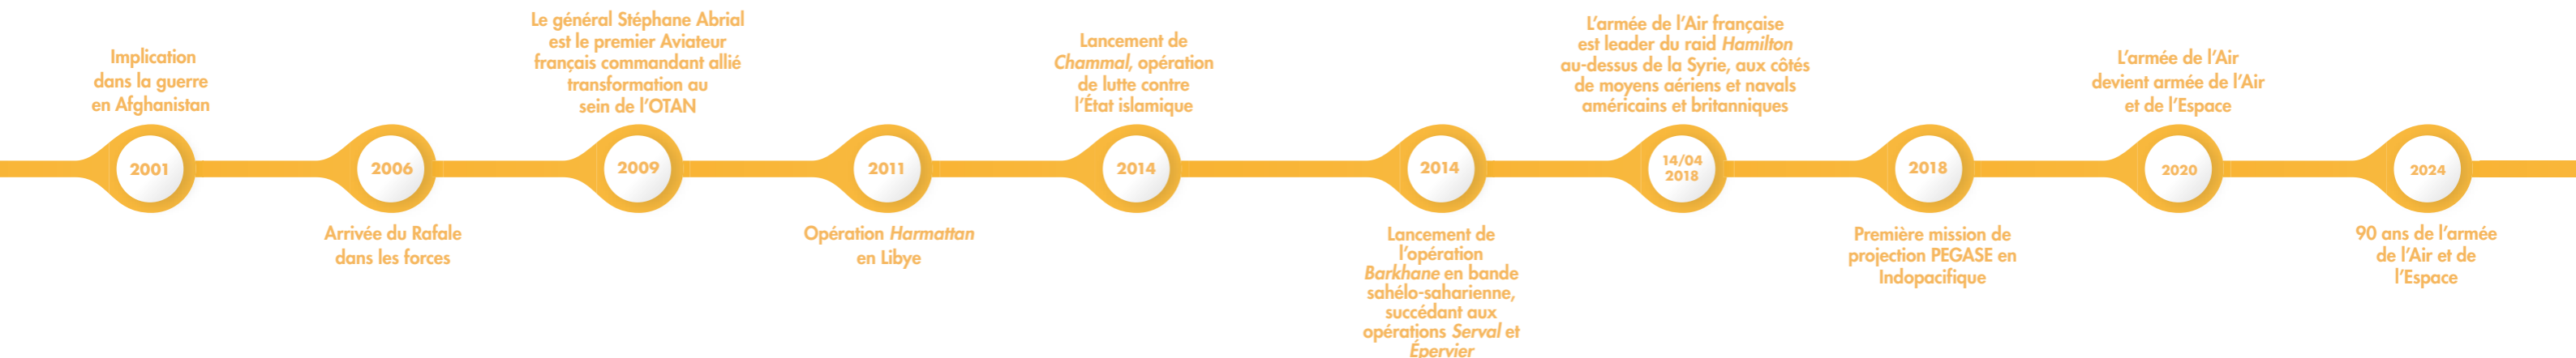 Implication
dans la guerre
en Afghanistan
2001
2006
Arrivée du Rafale
dans les forces
Le général Stéphane Abrial
est le premier Aviateur
français commandant allié
transformation au
sein de l'OTAN
2009
2011
Opération Harmattan
en Libye
Lancement de
Chammal, opération
de lutte contre
l'État islamique
2014
2014
Lancement de
l'opération
Barkhane en bande
sahélo-saharienne,
succédant aux
opérations Serval et
Épervier
L'armée de l'Air française
est leader du raid Hamilton
au-dessus de la Syrie, aux côtés
de moyens aériens et navals
américains et britanniques
14/04
2018
2018
Première mission de
projection PEGASE en
Indopacifique
L'armée de l'Air
devient armée de l'Air
et de l'Espace
2020
2024
90 ans de l'armée
de l'Air et de
l'Espace